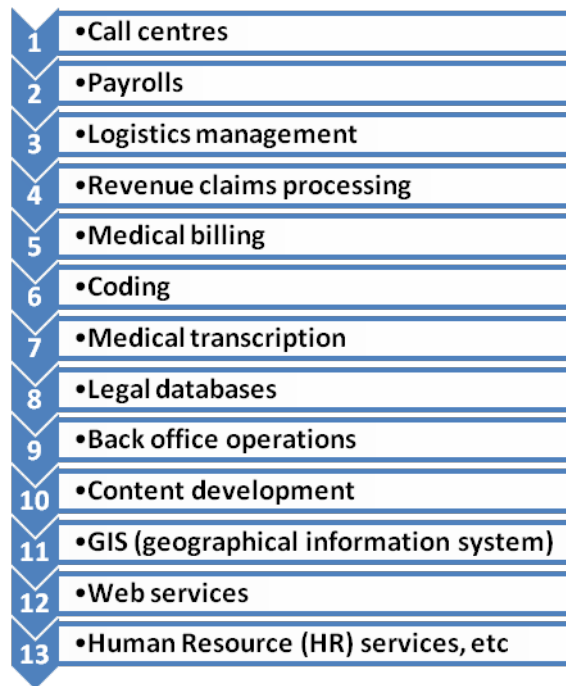 1 •Call centres
2 •Payrolls
3 •Logistics management
4 •Revenue claims processing
5 •Medical billing
6 •Coding
7 •Medical transcription
8 •Legal databases
9 •Back office operations
10 •Content development
11 •GIS (geographical information system)
12 •Web services
13 •Human Resource (HR) services, etc